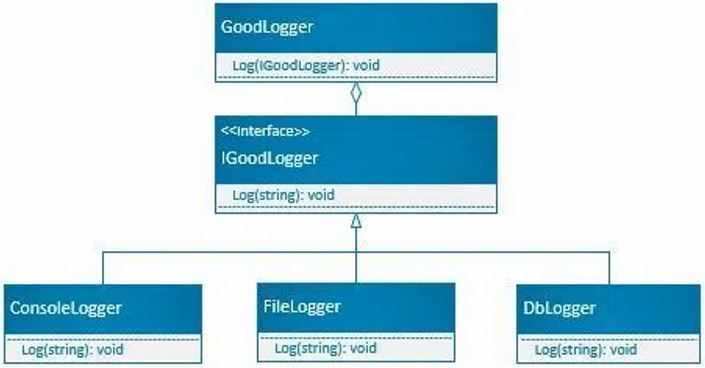 GoodLogger
Log(IGoodLogger): void
<<Interface>>
IGoodLogger
Log(string): void
ConsoleLogger
Log(string): void
FileLogger
Log(string): void
DbLogger
Log(string): void